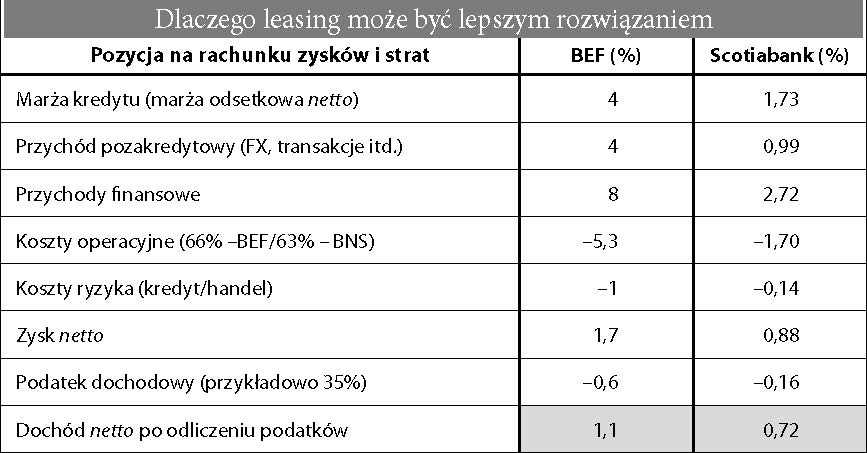 Dlaczego leasing może być lepszym rozwiązaniem
Pozycja na rachunku zysków i strat BEF (%) Scotiabank (%)
Marża kredytu (marża odsetkowa netto) 4 1,73
Przychód pozakredytowy (FX, transakcje itd.) 4 0,99
Przychody finansowe 8 2,72
Koszty operacyjne (66% –BEF/63% – BNS) –5,3 –1,70
Koszty ryzyka (kredyt/handel) –1 –0,14
Zysk netto 1,7 0,88
Podatek dochodowy (przykładowo 35%) –0,6 –0,16
Dochód netto po odliczeniu podatków 1,1 0,72